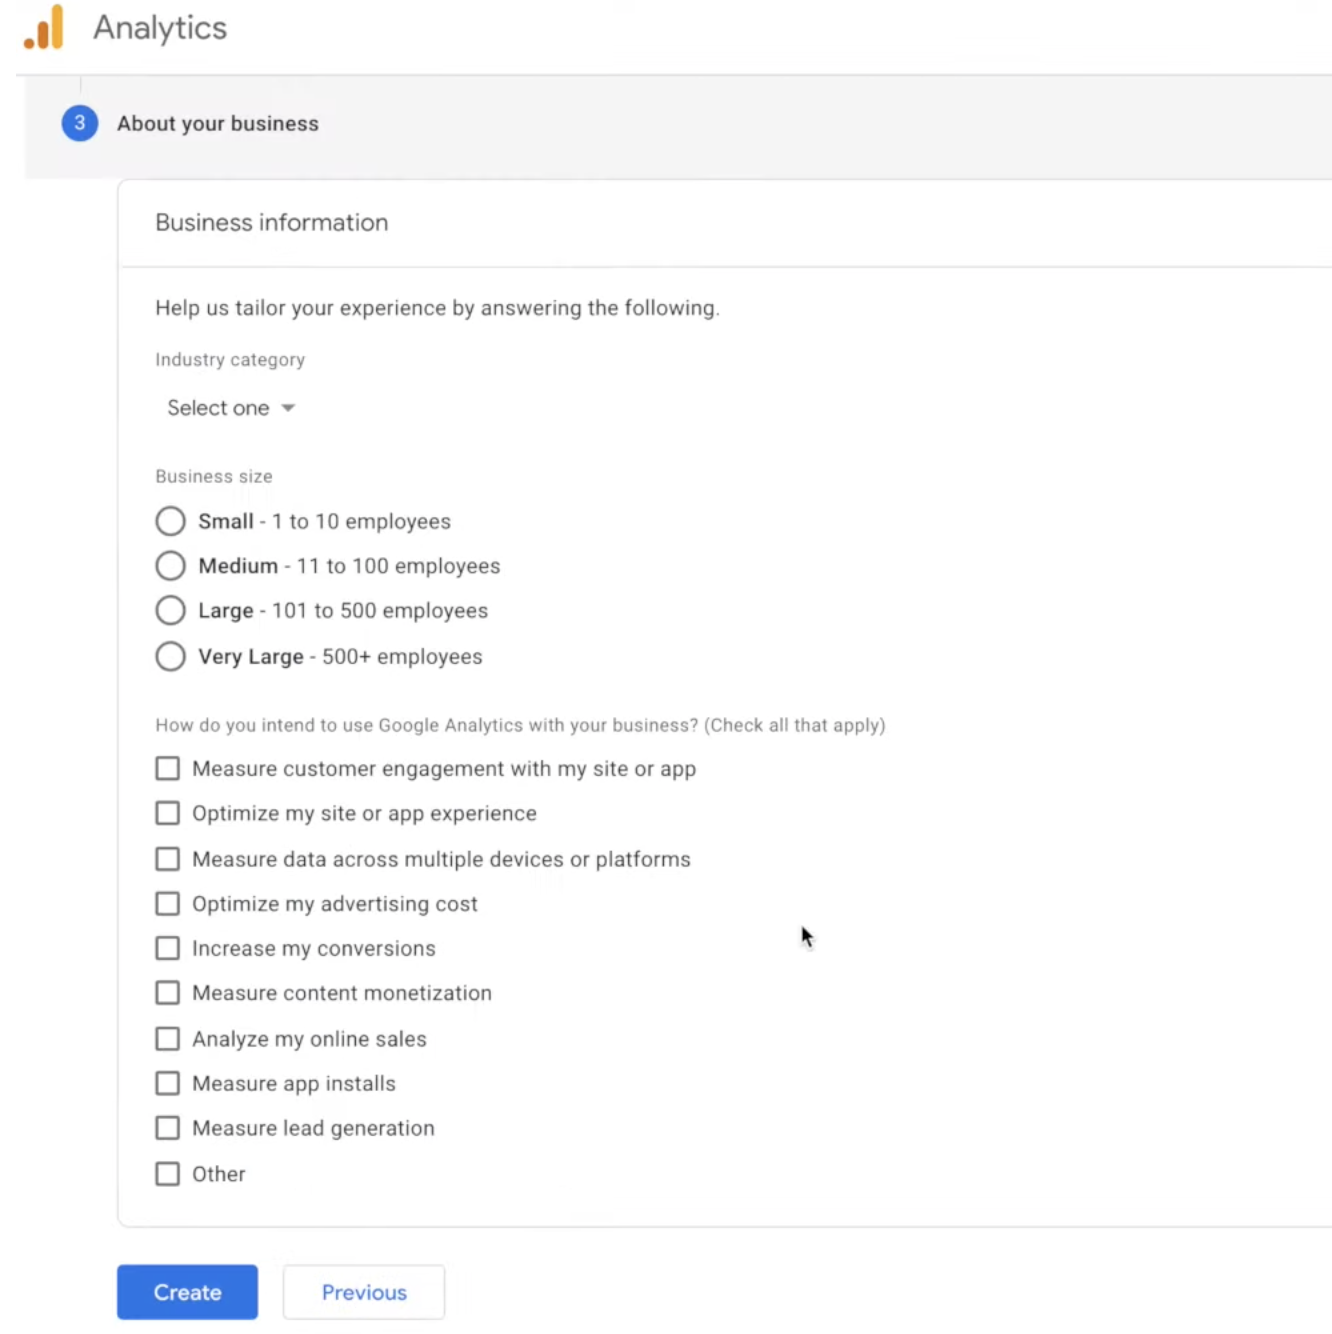 Analytics
3 About your business
Business information
Help us tailor your experience by answering the following.
Industry category
Select one
Business size
Small - 1 to 10 employees
Medium - 11 to 100 employees
Large - 101 to 500 employees
Very Large - 500+ employees
How do you intend to use Google Analytics with your business? (Check all that apply)
Measure customer engagement with my site or app
Optimize my site or app experience
Measure data across multiple devices or platforms
Optimize my advertising cost
Increase my conversions
Measure content monetization
Analyze my online sales
Measure app installs
Measure lead generation
Other
Create Previous